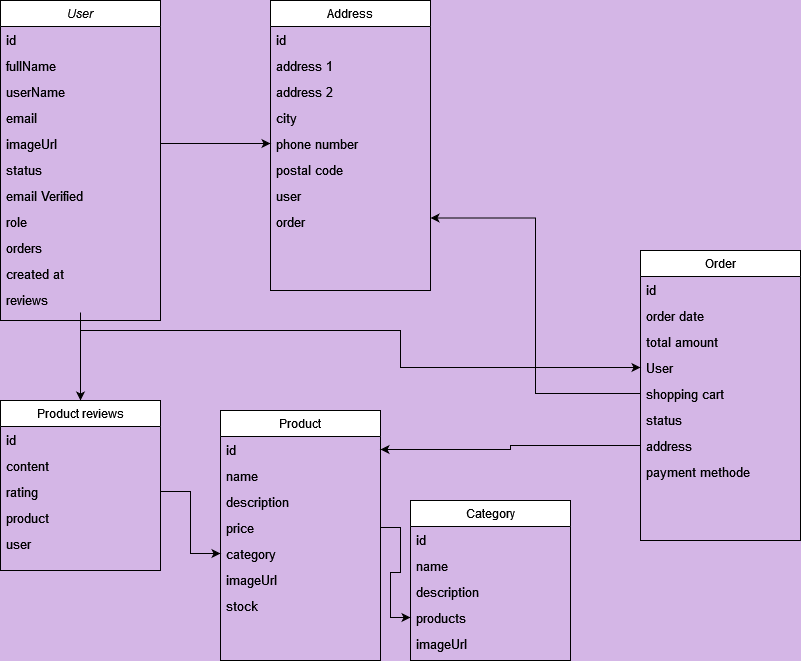 User
id
fullName
userName
email
imageUrl
status
email Verified
role
orders
created at
reviews
Address
id
address 1
address 2
city
phone number
postal code
user
order
Order
id
order date
total amount
User
shopping cart
status
address
payment methode
Product reviews
id
content
rating
product
user
Product
id
name
description
price
category
imageUrl
stock
Category
id
name
description
products
imageUrl